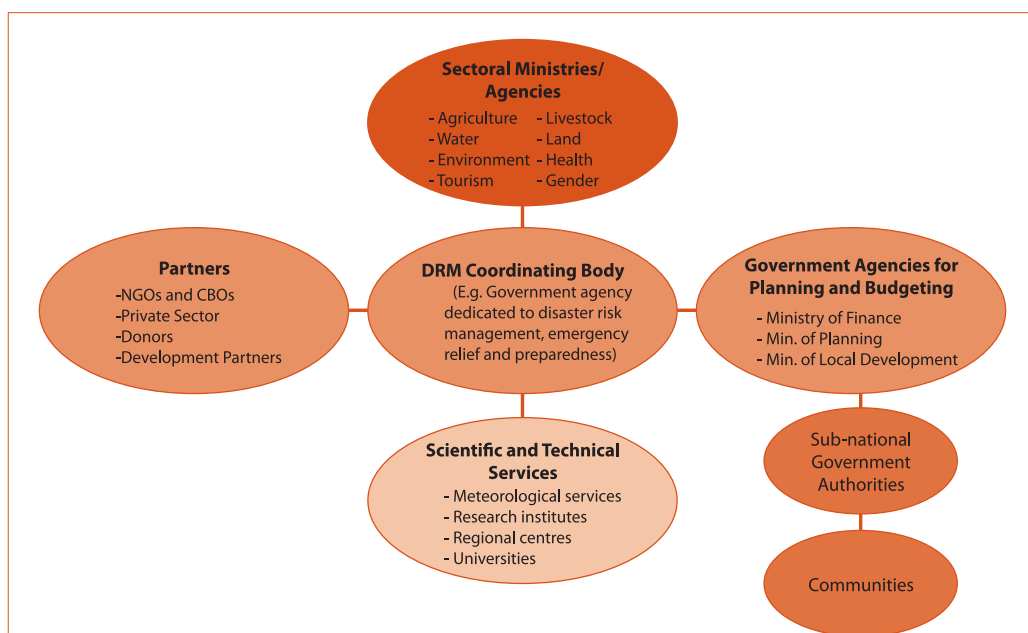 Sectoral Ministries/
Agencies
- Agriculture - Livestock
- Water - Land
- Environment - Health
- Tourism - Gender
Partners
-NGOs and CBOs
-Private Sector
-Donors
-Development Partners
DRM Coordinating Body
(E.g. Government agency
dedicated to disaster risk
management, emergency
relief and preparedness)
Government Agencies for
Planning and Budgeting
- Ministry of Finance
- Min. of Planning
- Min. of Local Development
Scientific and Technical
Services
- Meteorological services
- Research institutes
- Regional centres
- Universities
Sub-national
Government
Authorities
Communities